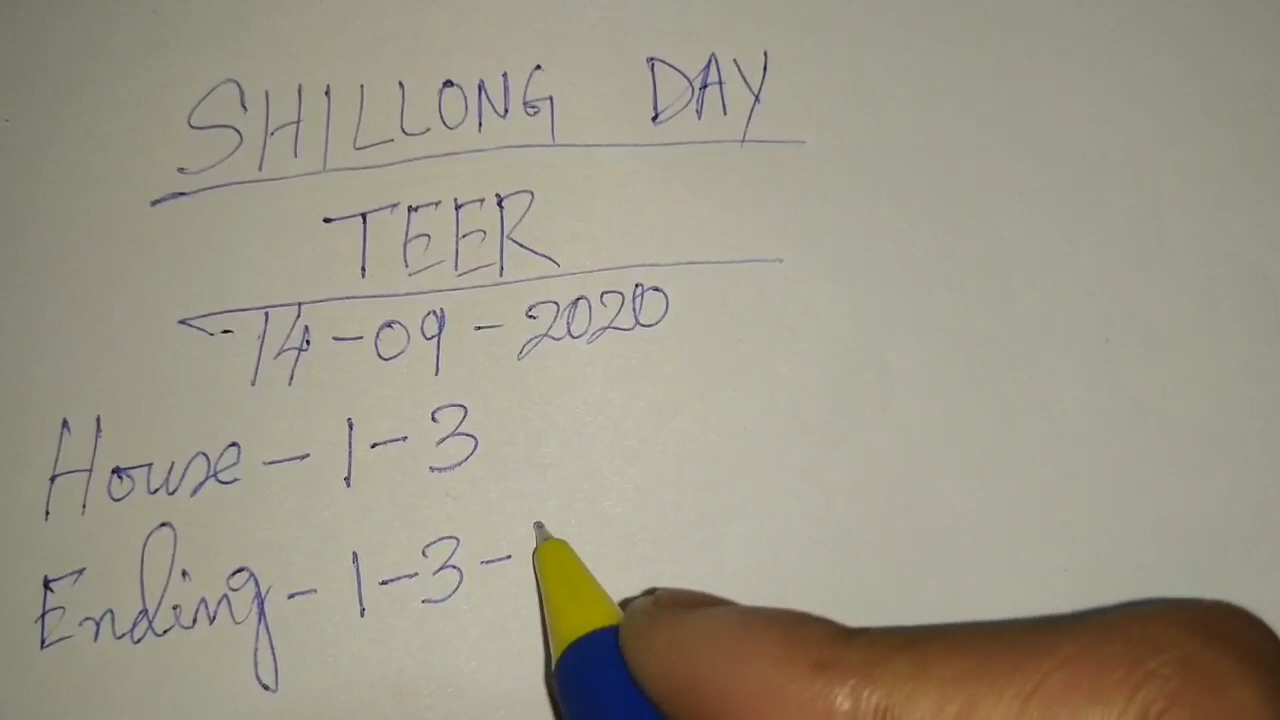 SHILLONG DAY
TEER
14-09-2020
House - 1-3
Ending - 1-3-